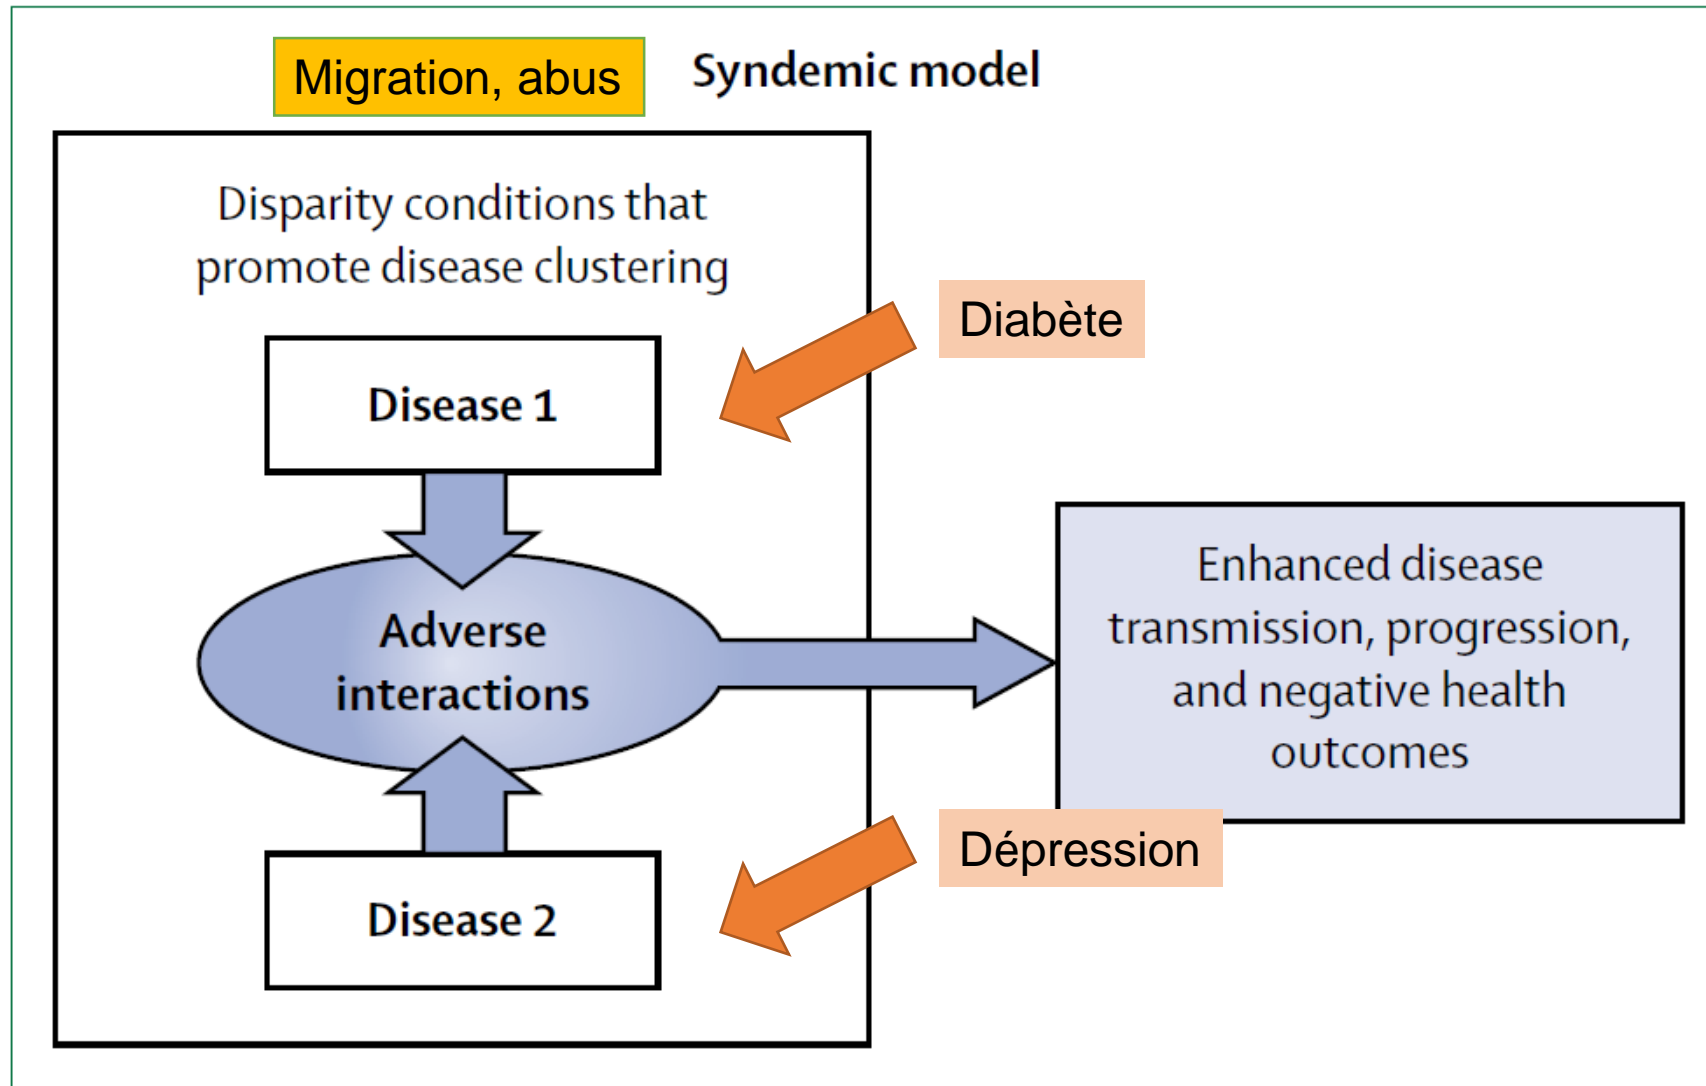 Migration, abus
Syndemic model
Disparity conditions that
promote disease clustering
Diabète
Disease 1
Adverse
interactions
Enhanced disease
transmission, progression,
and negative health
outcomes
Dépression
Disease 2